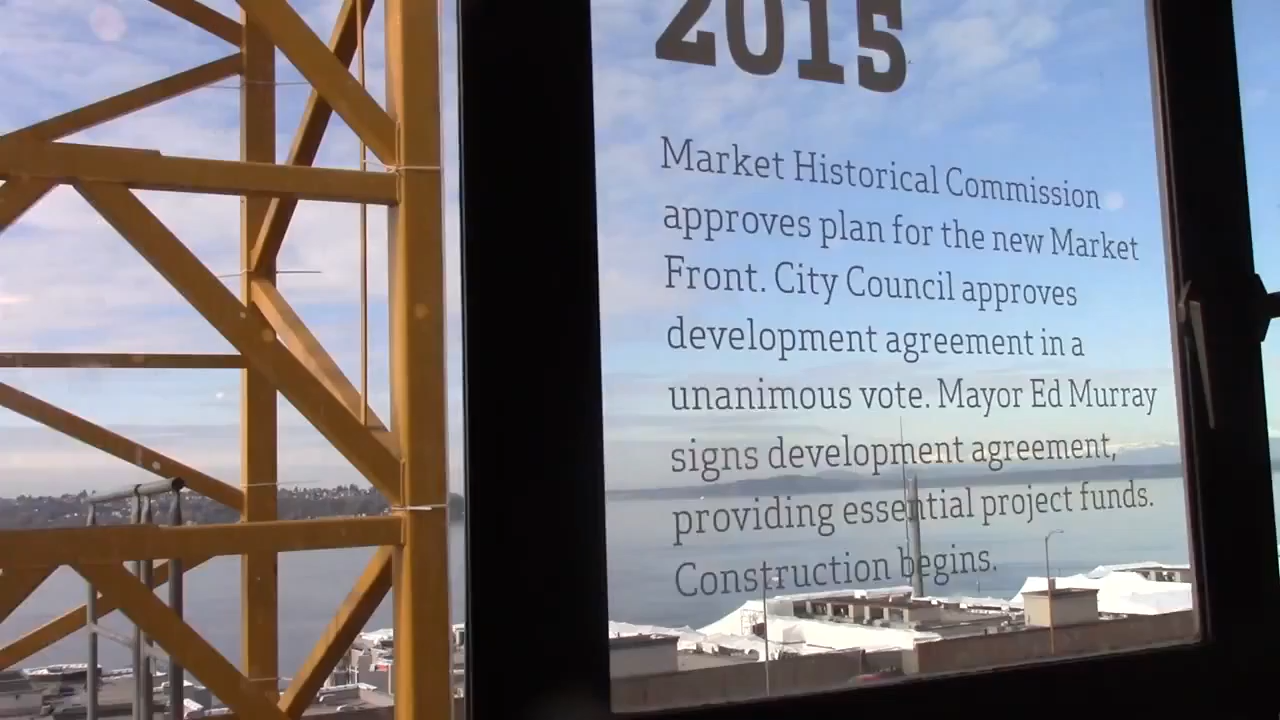 2015
Market Historical Commission
approves plan for the new Market
Front. City Council approves
development agreement in a
unanimous vote. Mayor Ed Murray
signs development agreement,
providing essential project funds.
Construction begins.